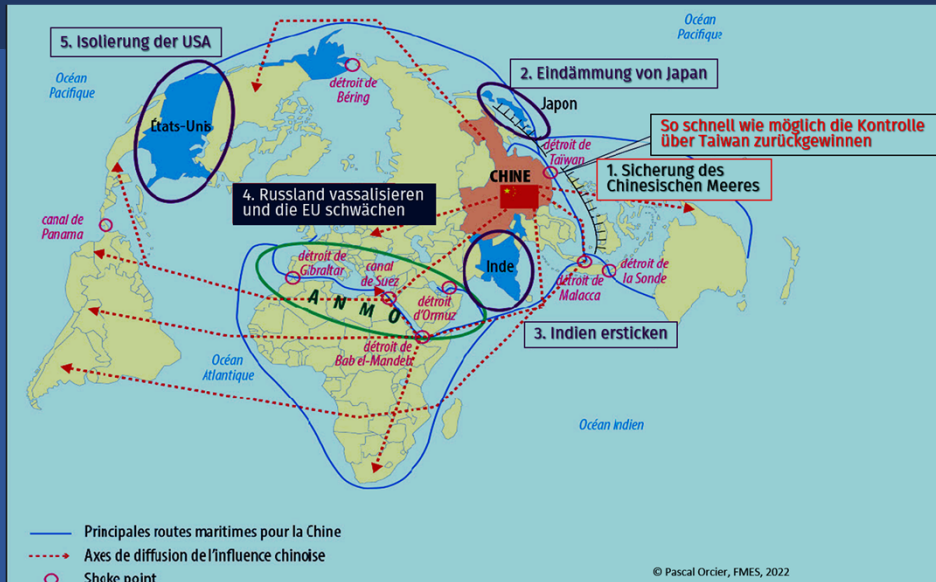 Océan
Pacifique
5. Isolierung der USA
Océan
Pacifique
détroit de
Béring
2. Eindämmung von Japan
Japon
États-Unis
So schnell wie möglich die Kontrolle
über Taiwan zurückgewinnen
détroit de
Taïwan
CHINE
1. Sicherung des
Chinesischen Meeres
4. Russland vassalisieren
und die EU schwächen
canal de
Panama
détroit de
Gibraltar
canal
de Suez
Inde
détroit de
la Sonde
détroit de
Malacca
détroit
d'Ormuz
A N M O
3. Indien ersticken
détroit de
Bab el-Mandeb
Océan
Atlantique
Océan Indien
Principales routes maritimes pour la Chine
Axes de diffusion de l'influence chinoise
Shoke point
© Pascal Orcier, FMES, 2022